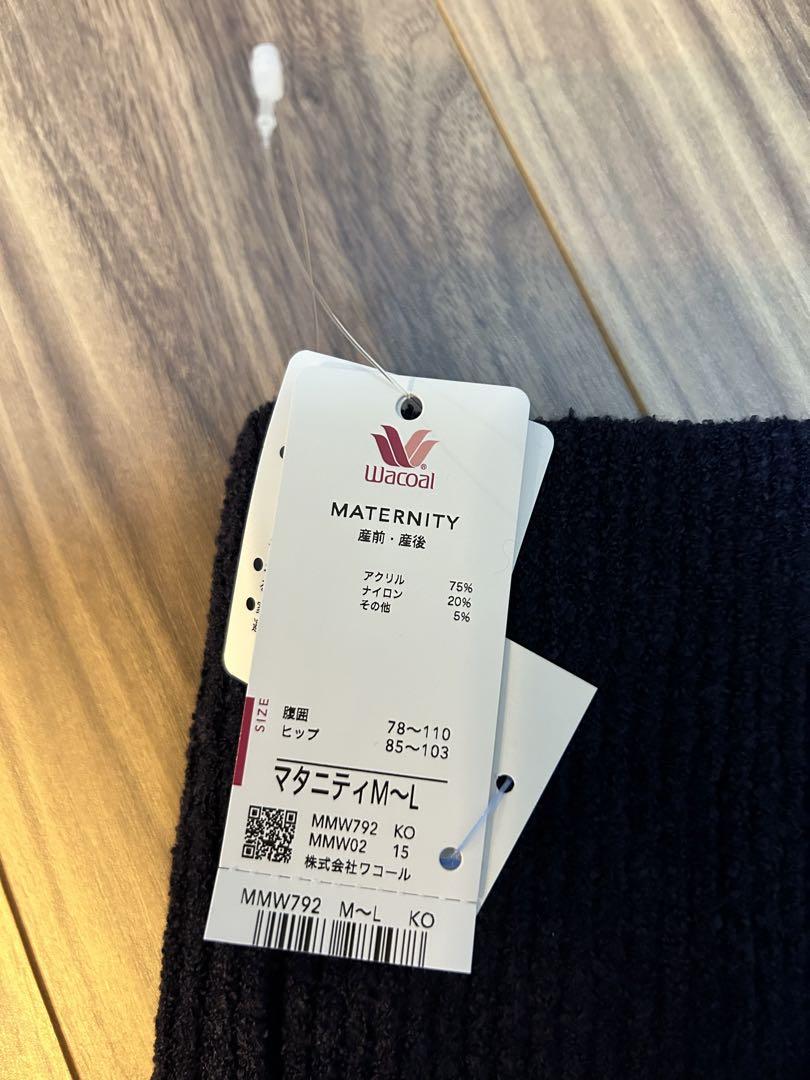 Wacoal®
MATERNITY
産前・産後
アクリル 75%
ナイロン 20%
その他 5%
SIZE
腹囲 78～110
ヒップ 85～103
マタニティM～L
MMW792 KO
MMW02 15
株式会社ワコール
MMW792 M～L KO